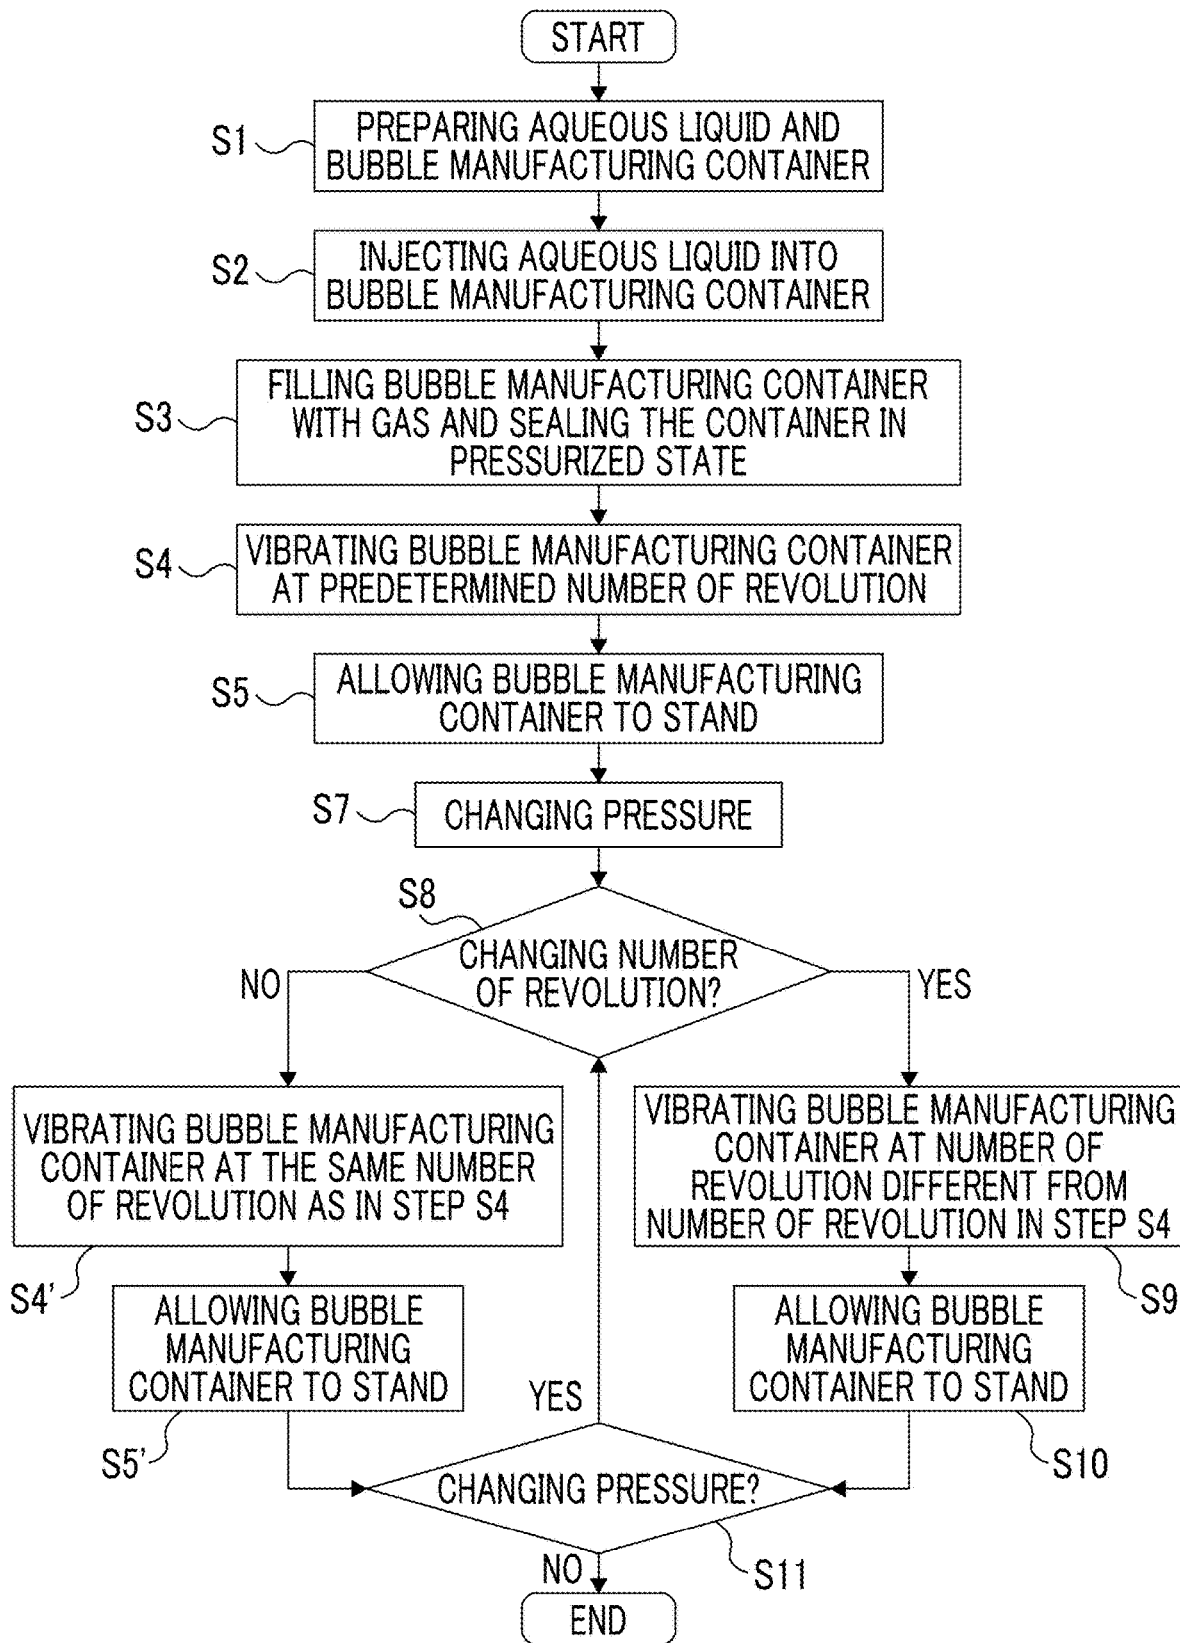 START
S1
PREPARING AQUEOUS LIQUID AND
BUBBLE MANUFACTURING CONTAINER
S2
INJECTING AQUEOUS LIQUID INTO
BUBBLE MANUFACTURING CONTAINER
S3
FILLING BUBBLE MANUFACTURING CONTAINER
WITH GAS AND SEALING THE CONTAINER IN
PRESSURIZED STATE
S4
VIBRATING BUBBLE MANUFACTURING CONTAINER
AT PREDETERMINED NUMBER OF REVOLUTION
S5
ALLOWING BUBBLE MANUFACTURING
CONTAINER TO STAND
S7
CHANGING PRESSURE
S8
CHANGING NUMBER
OF REVOLUTION?
NO
YES
VIBRATING BUBBLE MANUFACTURING
CONTAINER AT THE SAME NUMBER
OF REVOLUTION AS IN STEP S4
S4'
VIBRATING BUBBLE MANUFACTURING
CONTAINER AT NUMBER OF
REVOLUTION DIFFERENT FROM
NUMBER OF REVOLUTION IN STEP S4
S9
ALLOWING BUBBLE
MANUFACTURING
CONTAINER TO STAND
S5'
ALLOWING BUBBLE
MANUFACTURING
CONTAINER TO STAND
S10
YES
CHANGING PRESSURE?
S11
NO
END